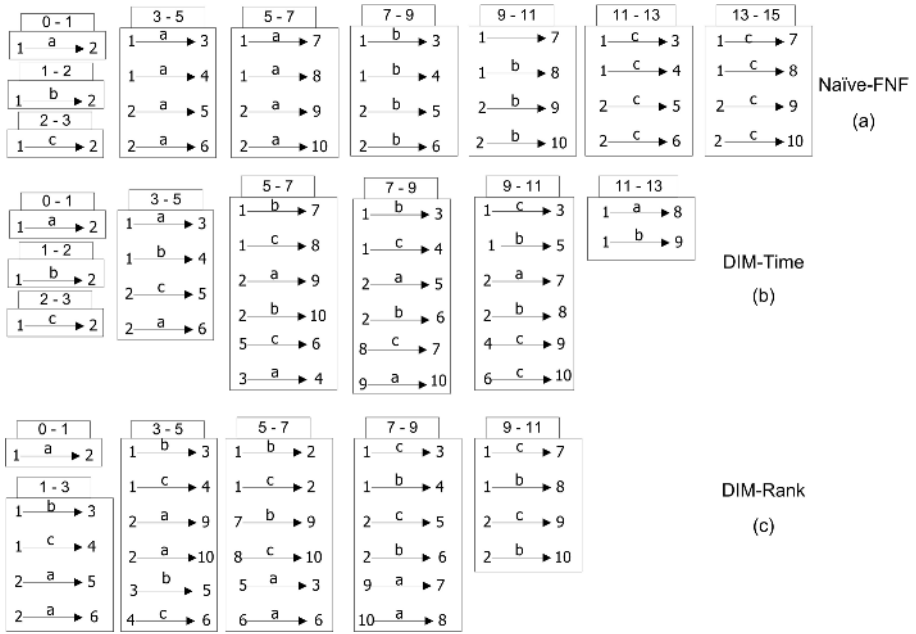 0 - 1
1 a 2
1 - 2
1 b 2
2 - 3
1 c 2
3 - 5
1 a 3
1 a 4
2 a 5
2 a 6
5 - 7
1 a 7
1 a 8
2 a 9
2 a 10
7 - 9
1 b 3
1 b 4
2 b 5
2 b 6
9 - 11
1 7
1 b 8
2 b 9
2 b 10
11 - 13
1 c 3
1 c 4
2 c 5
2 c 6
13 - 15
1 c 7
1 c 8
2 c 9
2 c 10
Naïve-FNF
(a)
0 - 1
1 a 2
1 - 2
1 b 2
2 - 3
1 c 2
3 - 5
1 a 3
1 b 4
2 c 5
2 a 6
5 - 7
1 b 7
1 c 8
2 a 9
2 b 10
5 c 6
3 a 4
7 - 9
1 b 3
1 c 4
2 a 5
2 b 6
8 c 7
9 a 10
9 - 11
1 c 3
1 b 5
2 a 7
2 b 8
4 c 9
6 c 10
11 - 13
1 a 8
1 b 9
DIM-Time
(b)
0 - 1
1 a 2
1 - 3
1 b 3
1 c 4
2 a 5
2 a 6
3 - 5
1 b 3
1 c 4
2 a 9
2 a 10
3 b 5
4 c 6
5 - 7
1 b 2
1 c 2
7 b 9
8 c 10
5 a 3
6 a 6
7 - 9
1 c 3
1 b 4
2 c 5
2 b 6
9 a 7
10 a 8
9 - 11
1 c 7
1 b 8
2 c 9
2 b 10
DIM-Rank
(c)